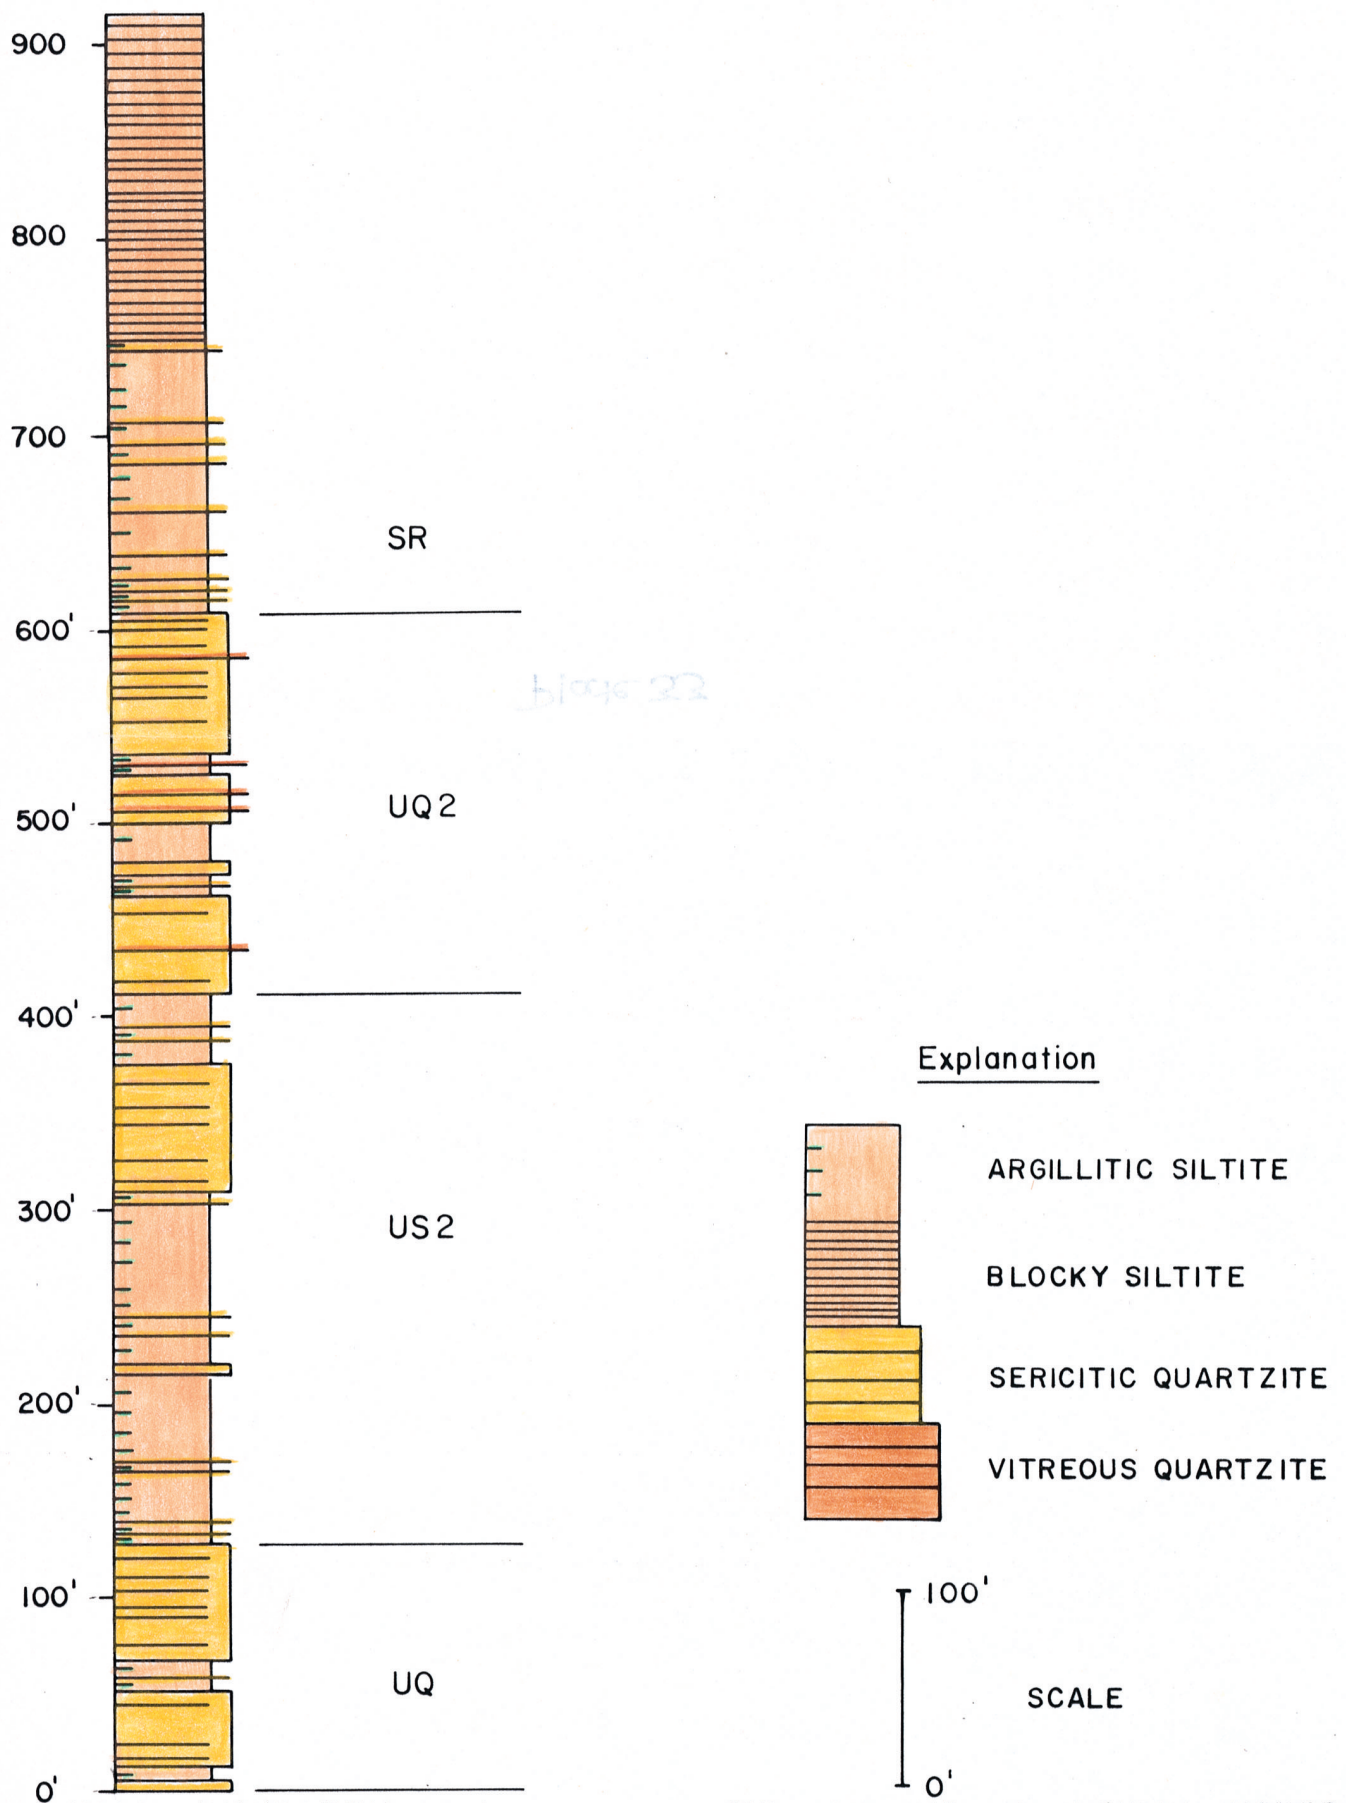 900
800
700
SR
600'
UQ2
500'
400'
Explanation
ARGILLITIC SILTITE
300'
US2
BLOCKY SILTITE
SERICITIC QUARTZITE
200'
VITREOUS QUARTZITE
100'
100'
UQ
SCALE
0'
0'